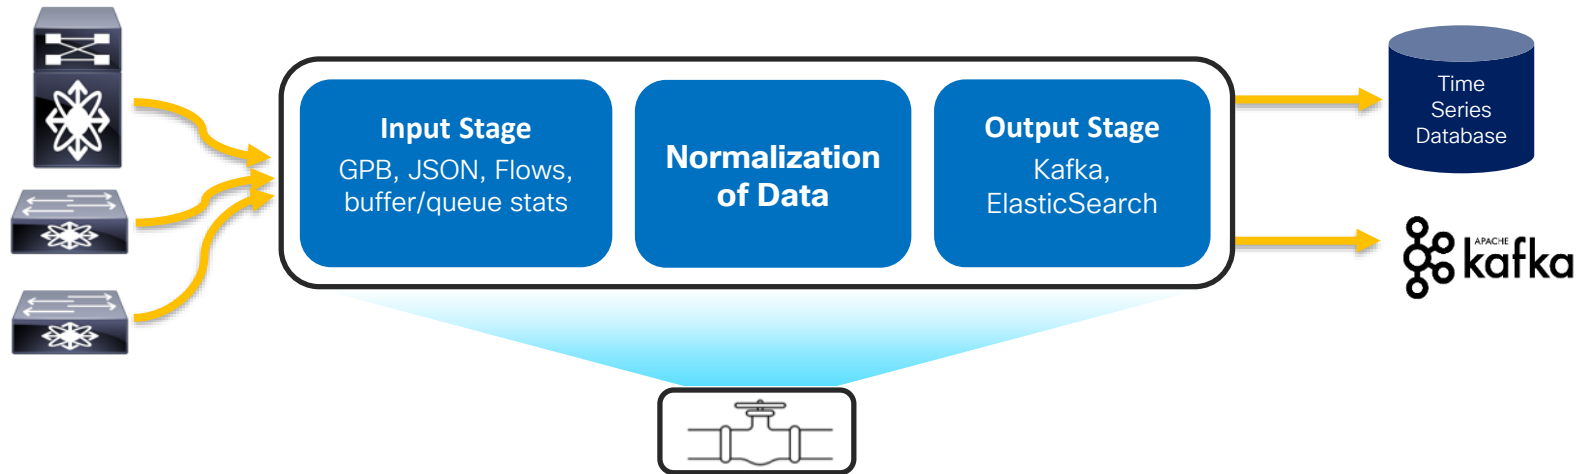 Input Stage
GPB, JSON, Flows,
buffer/queue stats
Normalization
of Data
Output Stage
Kafka,
ElasticSearch
Time
Series
Database
APACHE
kafka